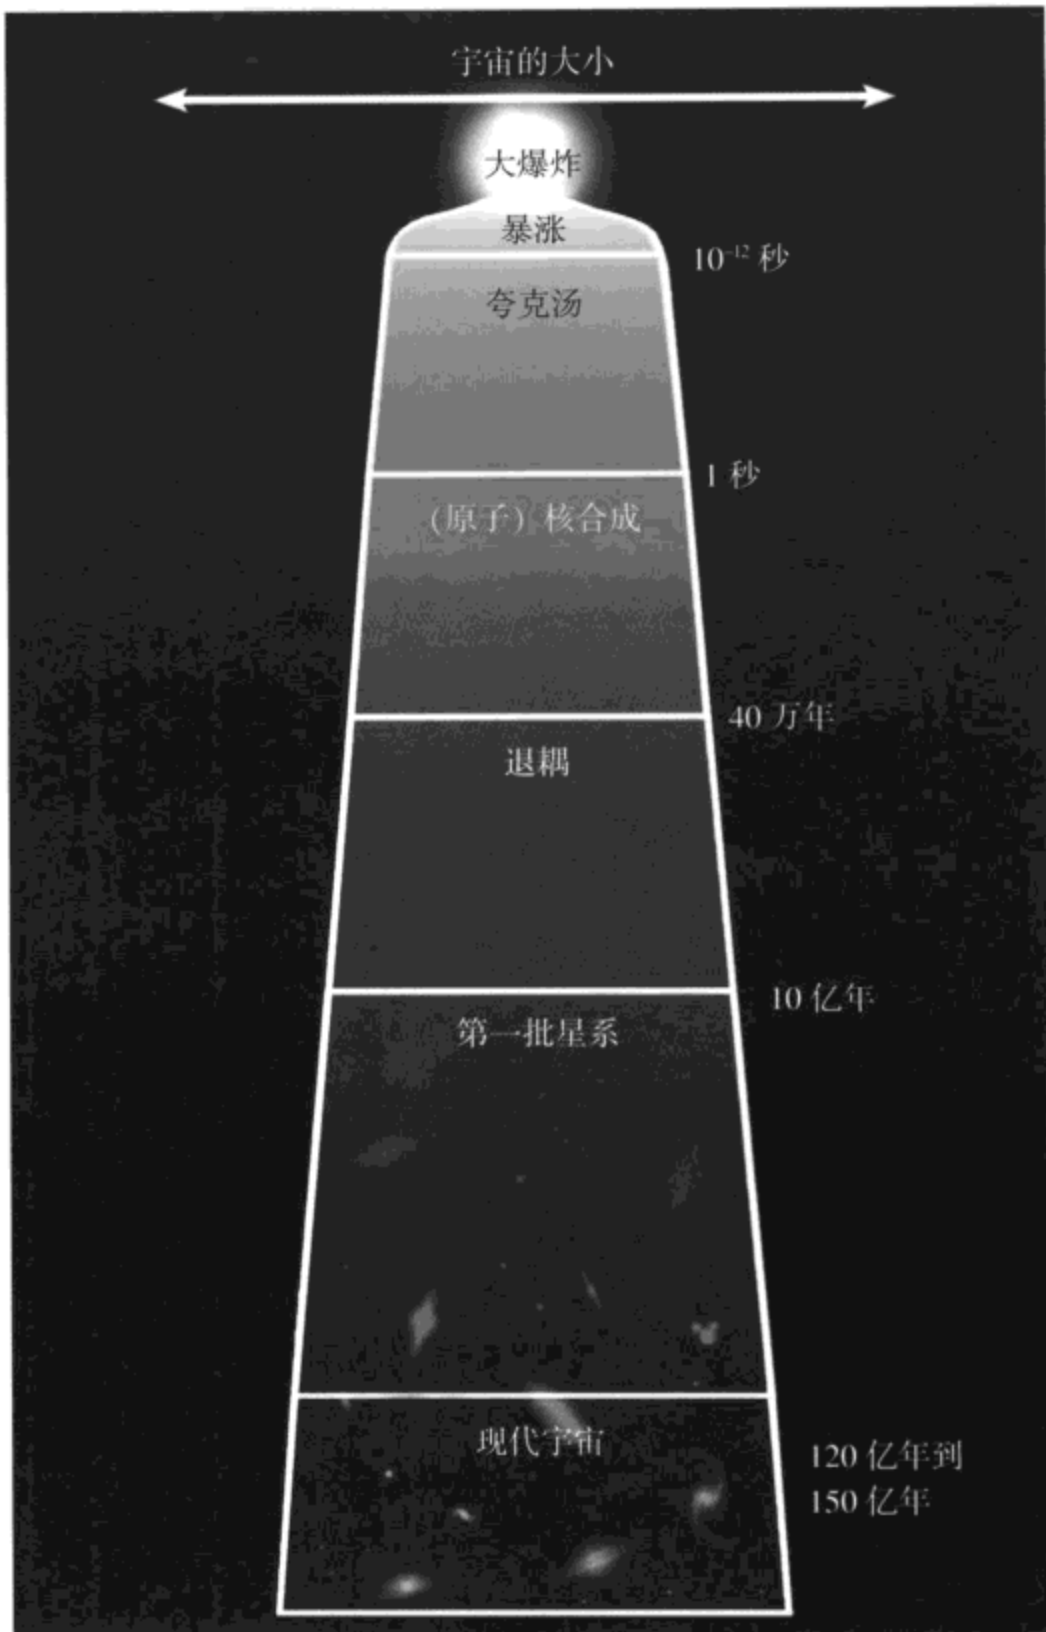 宇宙的大小
大爆炸
暴涨
10⁻¹² 秒
夸克汤
1 秒
（原子）核合成
40 万年
退耦
10 亿年
第一批星系
现代宇宙
120 亿年到
150 亿年